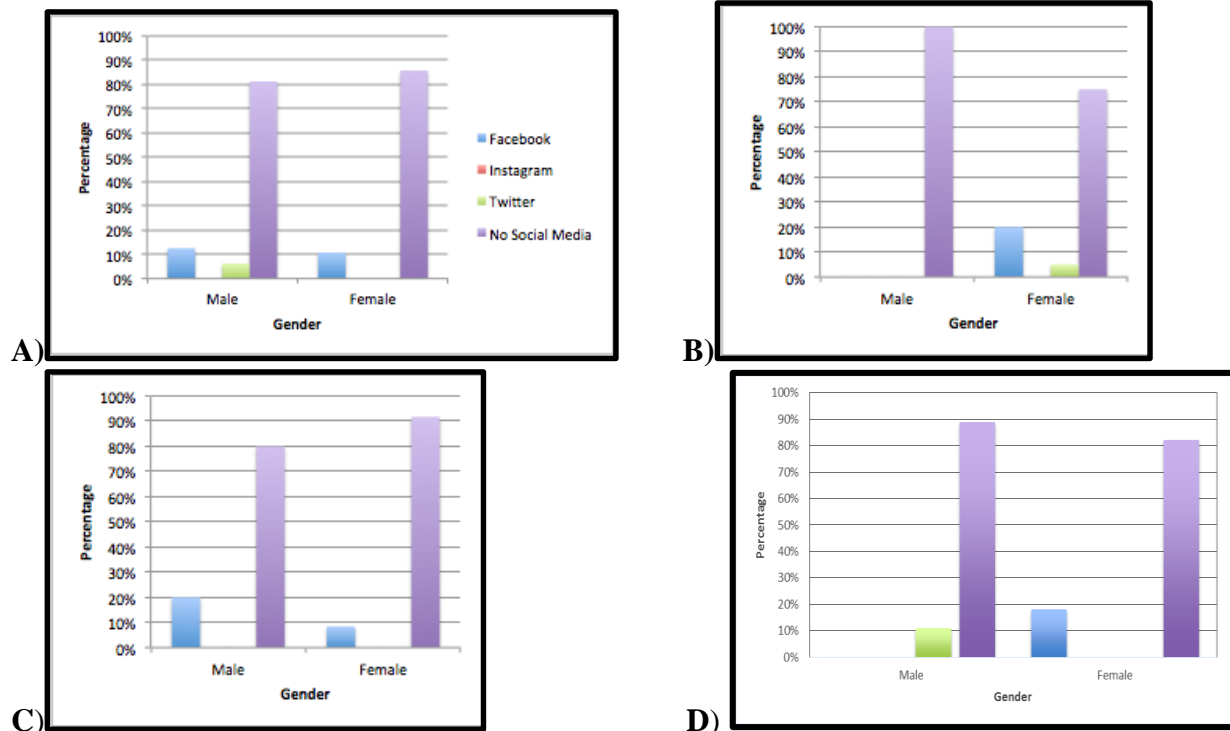 100%
90%
80%
70%
60%
50%
40%
30%
20%
10%
0%
Percentage
Male
Female
Gender
Facebook
Instagram
Twitter
No Social Media
A)
100%
90%
80%
70%
60%
50%
40%
30%
20%
10%
0%
Percentage
Male
Female
Gender
B)
100%
90%
80%
70%
60%
50%
40%
30%
20%
10%
0%
Percentage
Male
Female
Gender
C)
100%
90%
80%
70%
60%
50%
40%
30%
20%
10%
0%
Percentage
Male
Female
Gender
D)